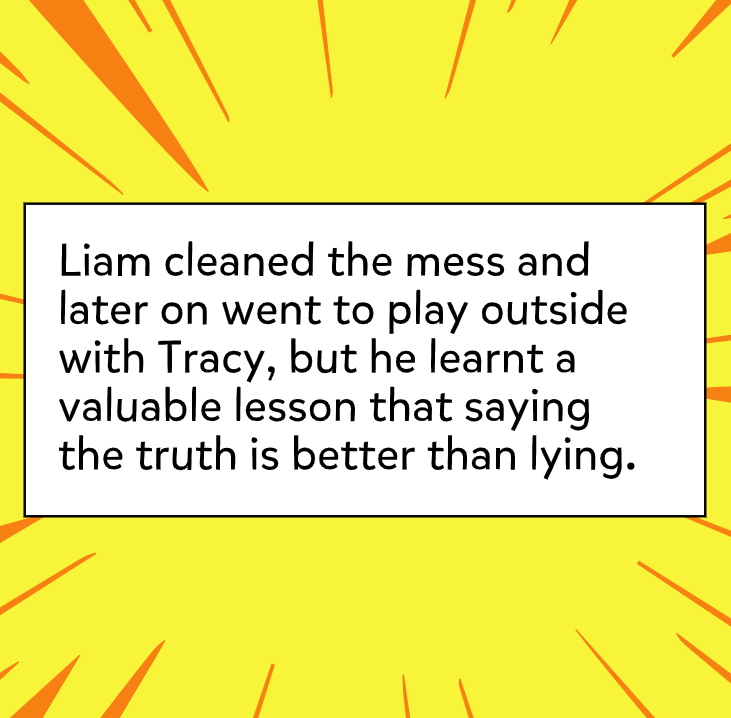 Liam cleaned the mess and
later on went to play outside
with Tracy, but he learnt a
valuable lesson that saying
the truth is better than lying.